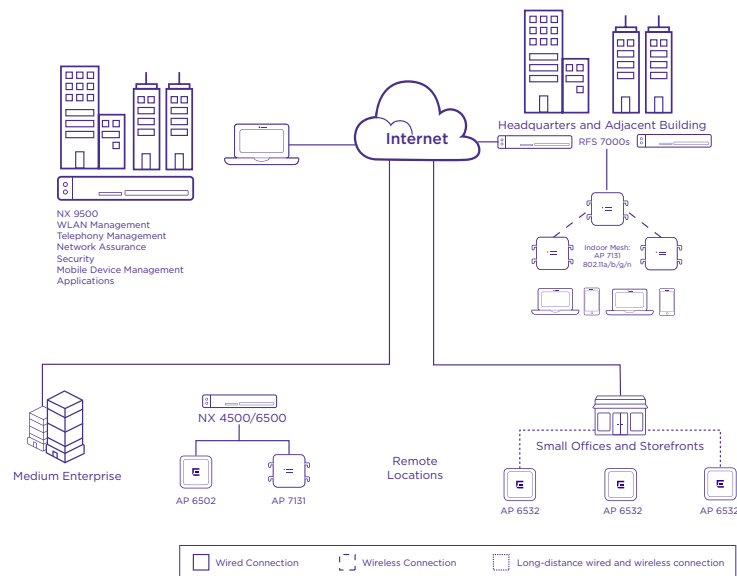 Internet
Headquarters and Adjacent Building
RFS 7000s
NX 9500
WLAN Management
Telephony Management
Network Assurance
Security
Mobile Device Management
Applications
Indoor Mesh:
AP 7131
802.11a/b/g/n
NX 4500/6500
Medium Enterprise
AP 6502
AP 7131
Remote
Locations
Small Offices and Storefronts
AP 6532
AP 6532
AP 6532
Wired Connection
Wireless Connection
Long-distance wired and wireless connection